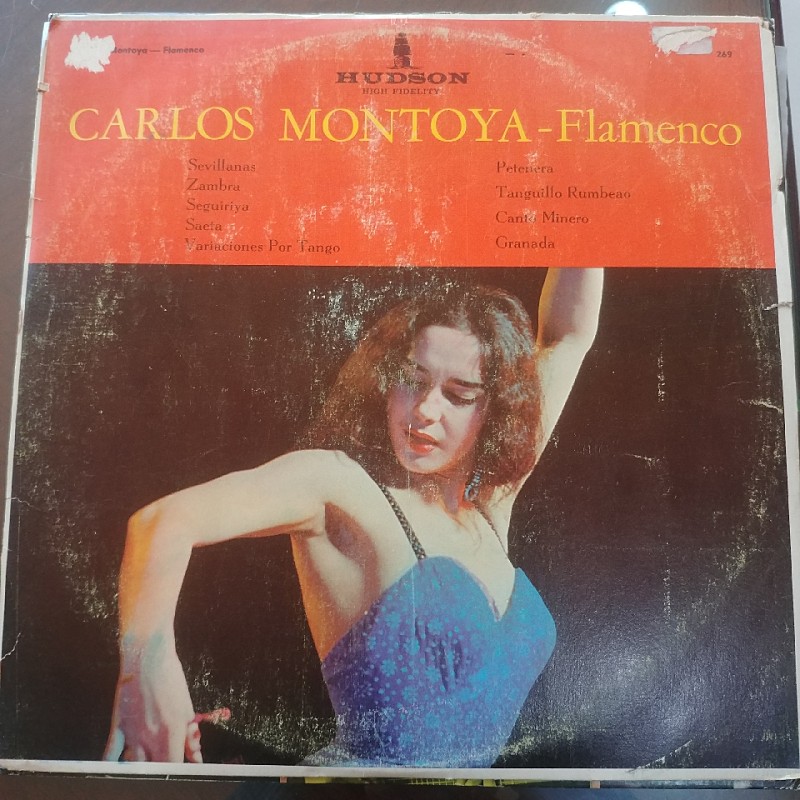 Montoya — Flamenco
269
HUDSON
HIGH FIDELITY
CARLOS MONTOYA - Flamenco
Sevillanas
Zambra
Seguiriya
Saeta
Variaciones Por Tango
Petenera
Tanguillo Rumbeao
Cante Minero
Granada